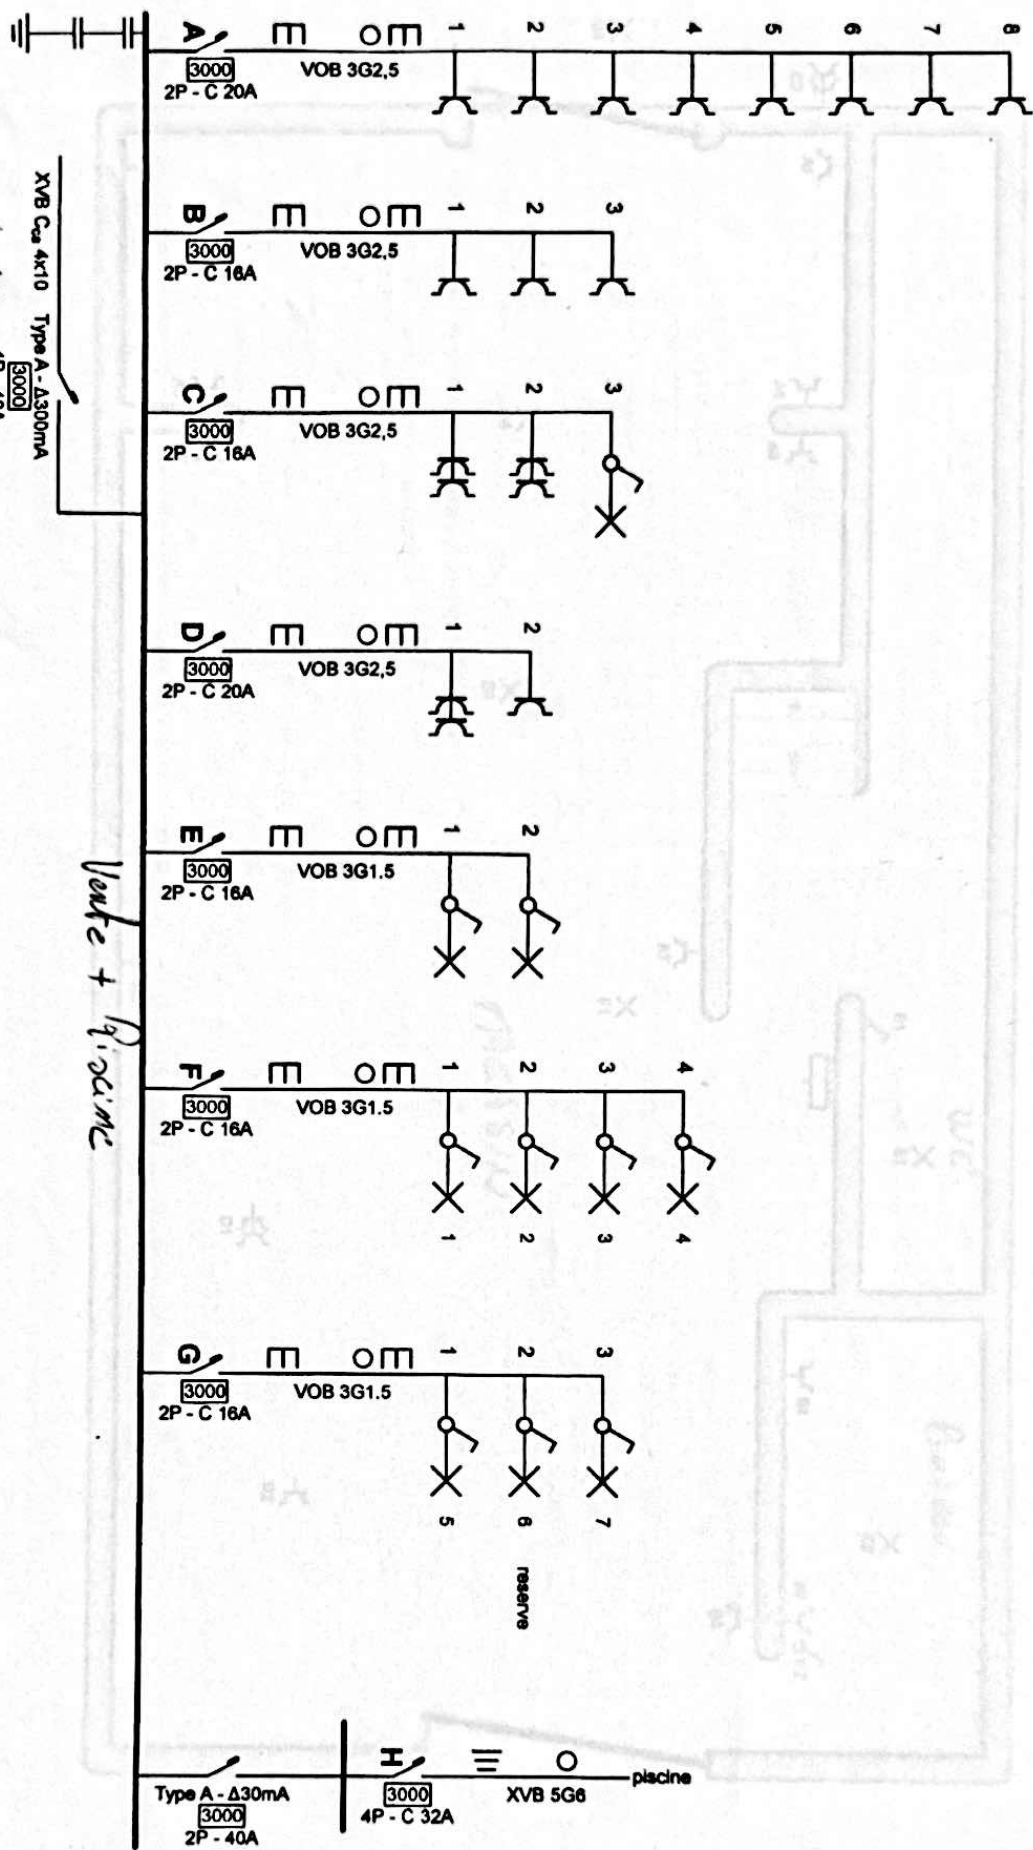 8
7
6
5
4
3
2
1
A
3000
2P - C 20A
VOB 3G2,5
3
2
1
B
3000
2P - C 16A
VOB 3G2,5
3
2
1
C
3000
2P - C 16A
VOB 3G2,5
XVB Cca 4x10 Type A - Δ300mA
3000
2
1
D
3000
2P - C 20A
VOB 3G2,5
2
1
E
3000
2P - C 16A
VOB 3G1.5
4
3
2
1
F
3000
2P - C 16A
VOB 3G1.5
1
2
3
4
Vente + Piscine
3
2
1
G
3000
2P - C 16A
VOB 3G1.5
5
6 reserve
7
Type A - Δ30mA
3000
2P - 40A
H
3000
4P - C 32A
XVB 5G6
piscine